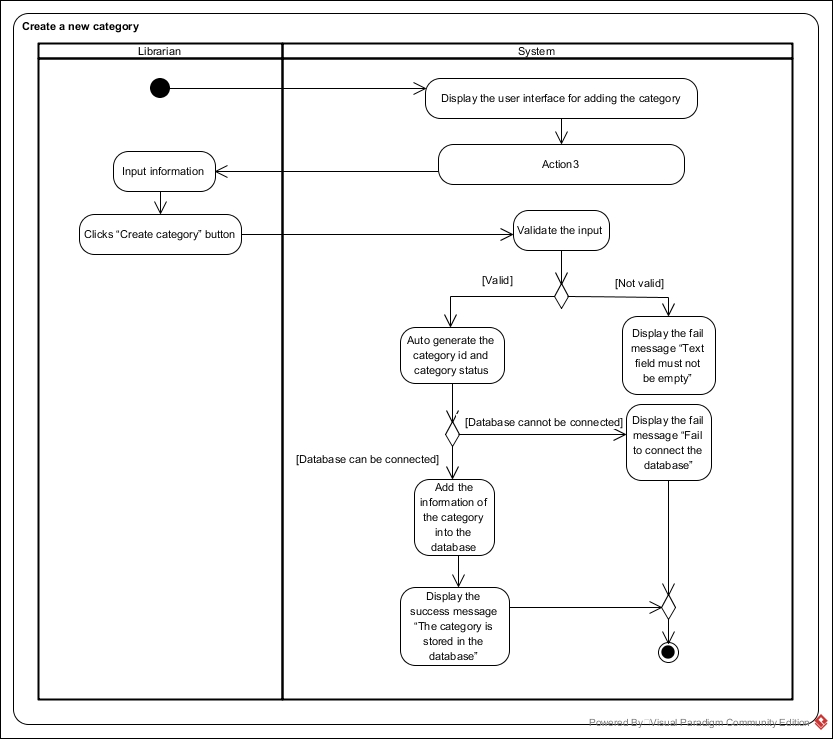 Create a new category
Librarian
System
Display the user interface for adding the category
Action3
Input information
Clicks “Create category” button
Validate the input
[Valid]
[Not valid]
Auto generate the
category id and
category status
Display the fail
message “Text
field must not
be empty”
[Database cannot be connected]
Display the fail
message “Fail
to connect the
database”
[Database can be connected]
Add the
information of
the category
into the
database
Display the
success message
“The category is
stored in the
database”
Powered By Visual Paradigm Community Edition